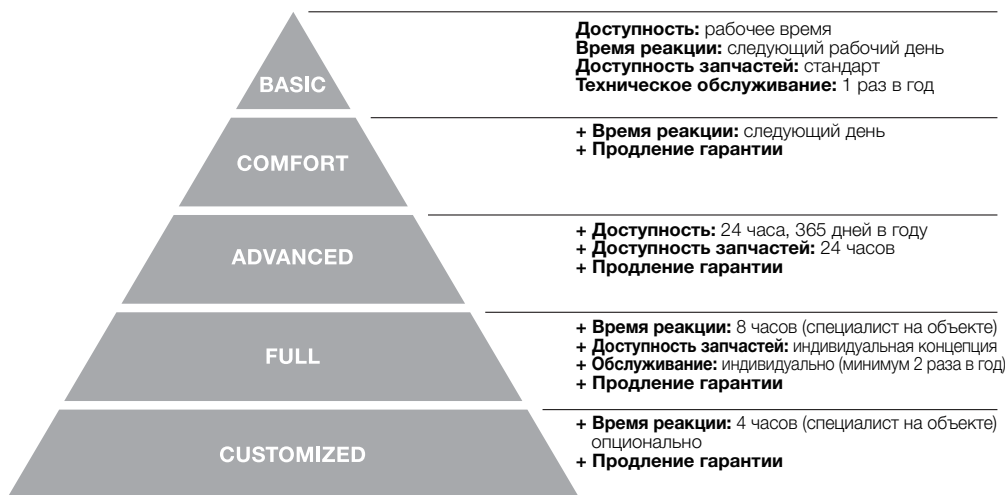 BASIC
Доступность: рабочее время
Время реакции: следующий рабочий день
Доступность запчастей: стандарт
Техническое обслуживание: 1 раз в год
COMFORT
+ Время реакции: следующий день
+ Продление гарантии
ADVANCED
+ Доступность: 24 часа, 365 дней в году
+ Доступность запчастей: 24 часов
+ Продление гарантии
FULL
+ Время реакции: 8 часов (специалист на объекте)
+ Доступность запчастей: индивидуальная концепция
+ Обслуживание: индивидуально (минимум 2 раза в год)
+ Продление гарантии
CUSTOMIZED
+ Время реакции: 4 часов (специалист на объекте)
опционально
+ Продление гарантии